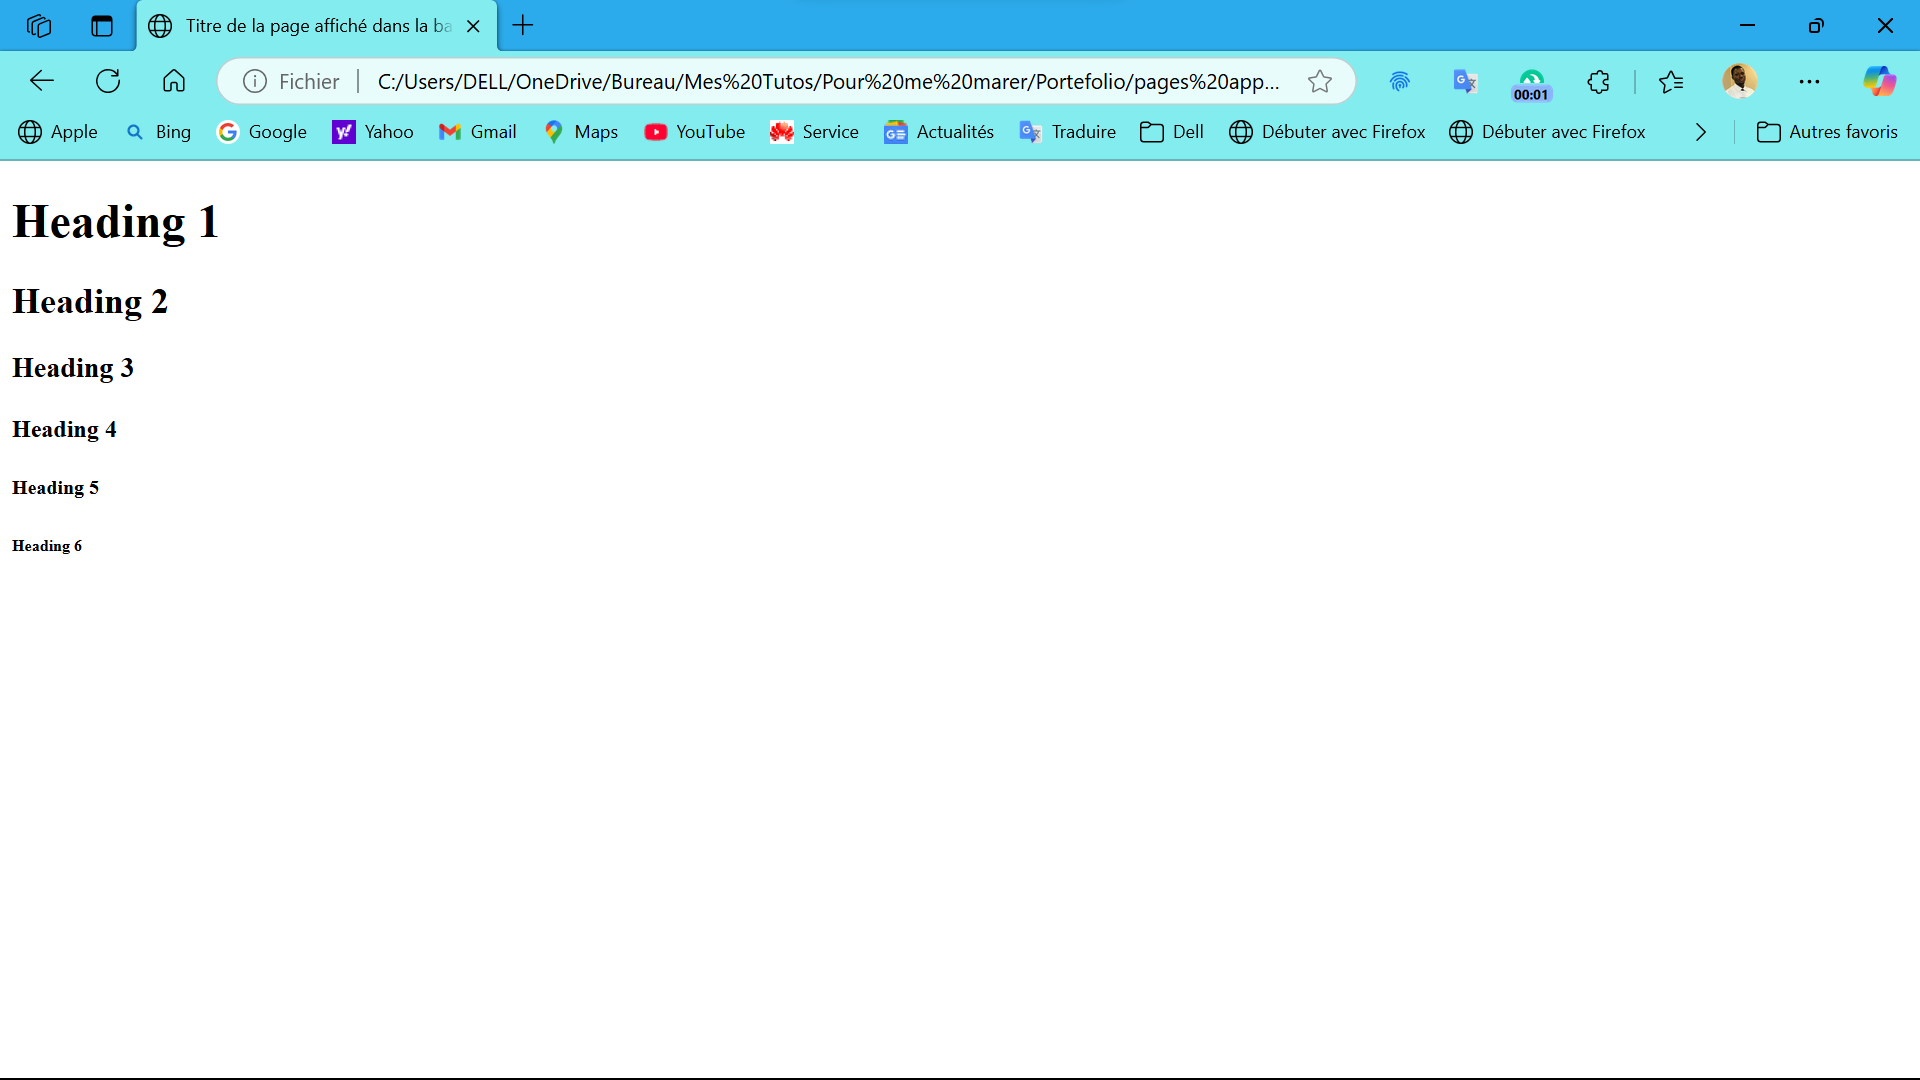 Titre de la page affiché dans la ba
Fichier C:/Users/DELL/OneDrive/Bureau/Mes%20Tutos/Pour%20me%20marer/Portefolio/pages%20app... 00:01
Apple Bing Google Yahoo Gmail Maps YouTube Service Actualités Traduire Dell Débuter avec Firefox Débuter avec Firefox Autres favoris
Heading 1
Heading 2
Heading 3
Heading 4
Heading 5
Heading 6